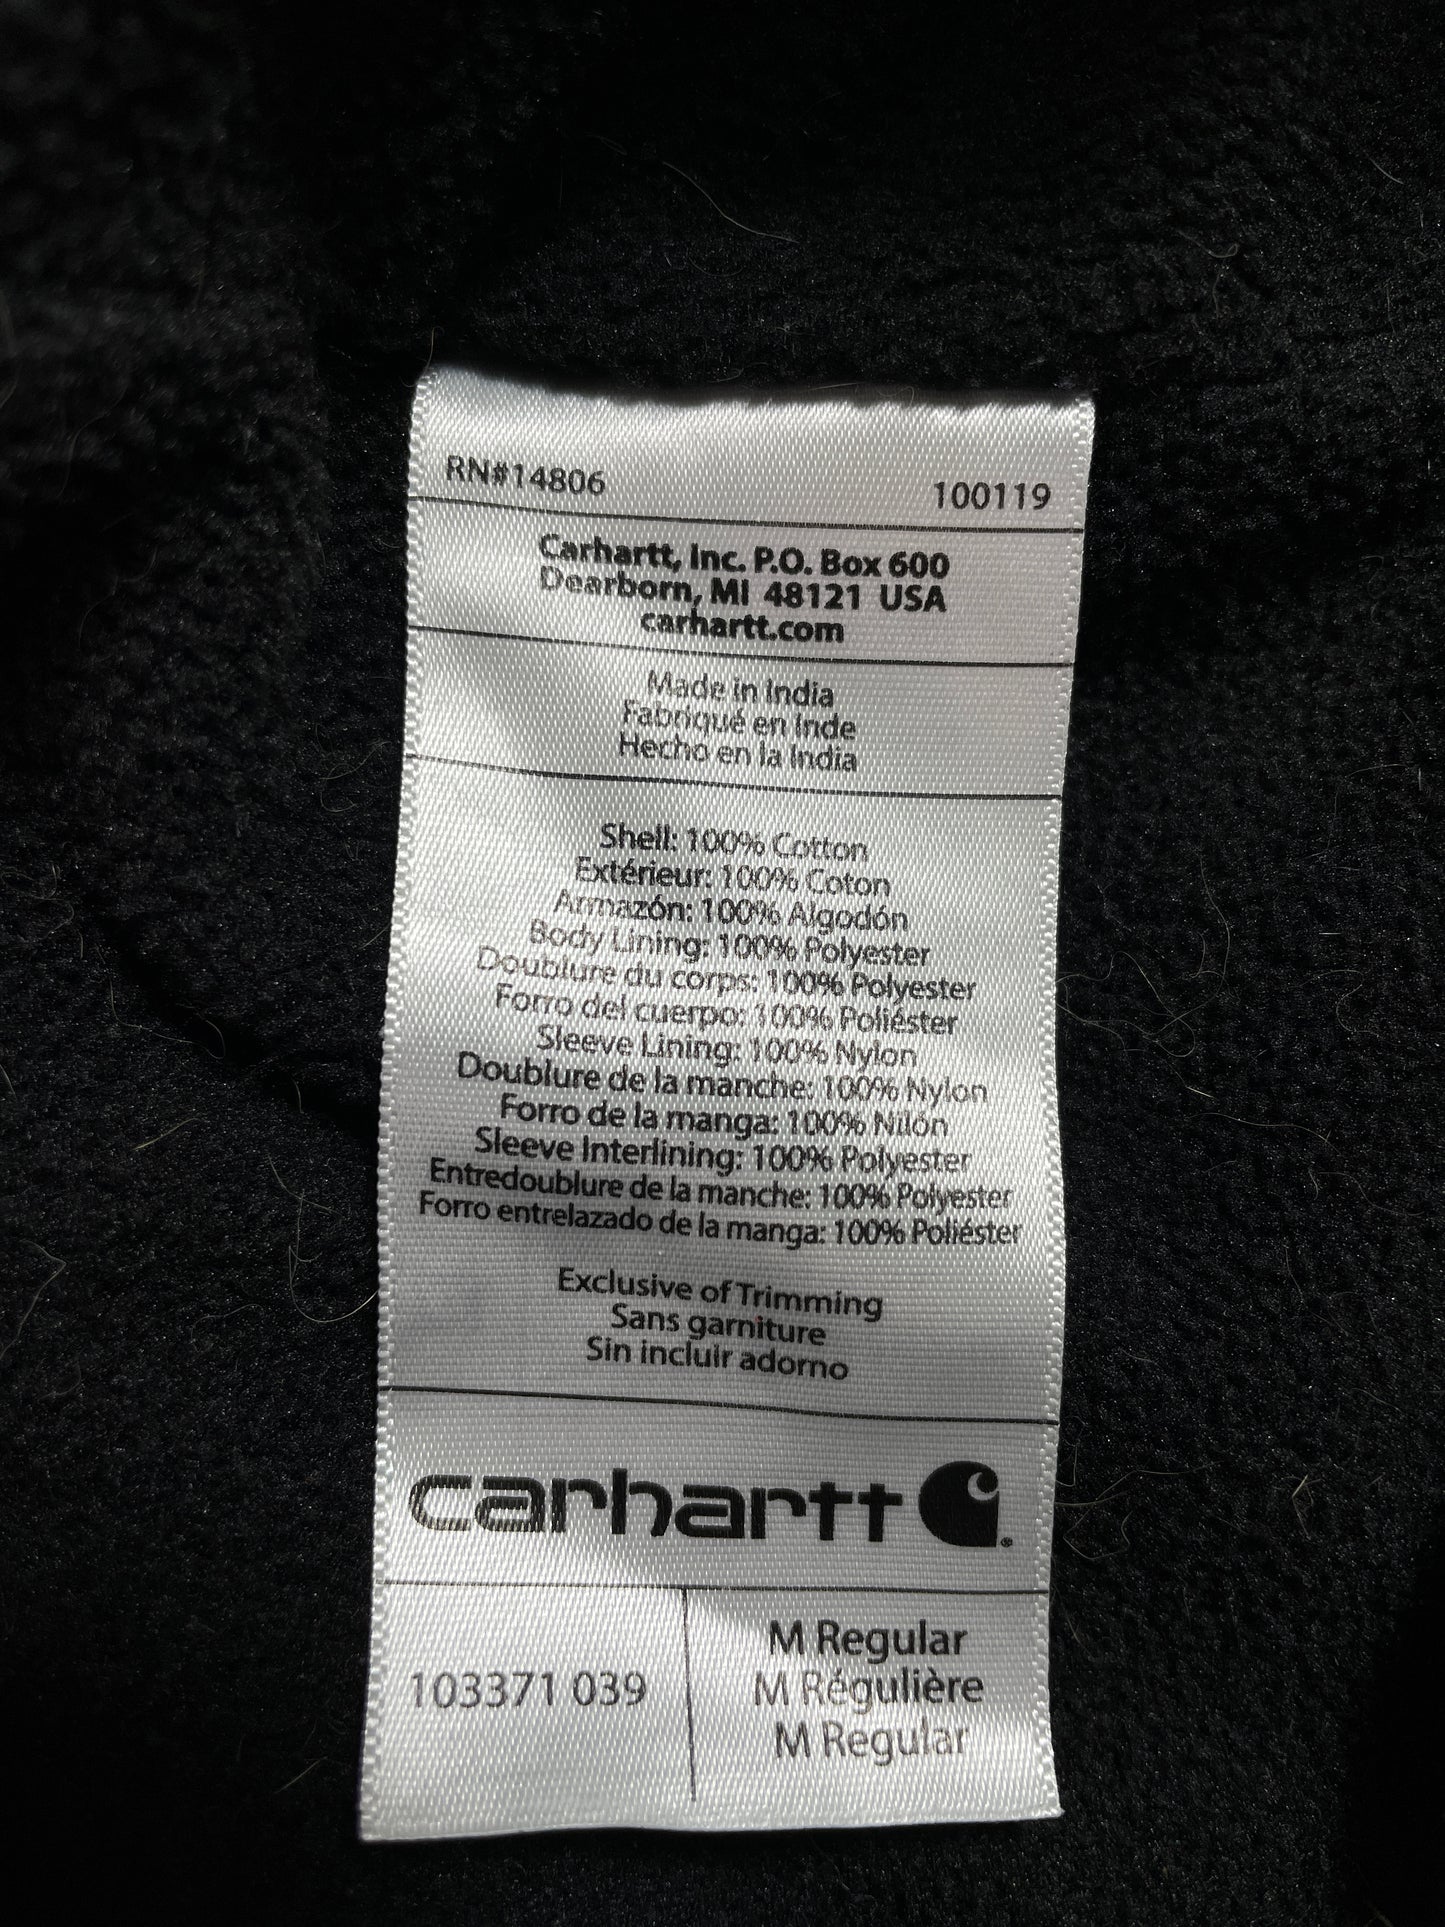 RN#14806 100119
Carhartt, Inc. P.O. Box 600
Dearborn, MI 48121 USA
carhartt.com
Made in India
Fabriqué en Inde
Hecho en la India
Shell: 100% Cotton
Extérieur: 100% Coton
Armazón: 100% Algodón
Body Lining: 100% Polyester
Doublure du corps: 100% Polyester
Forro del cuerpo: 100% Poliéster
Sleeve Lining: 100% Nylon
Doublure de la manche: 100% Nylon
Forro de la manga: 100% Nilón
Sleeve Interlining: 100% Polyester
Entredoublure de la manche: 100% Polyester
Forro entrelazado de la manga: 100% Poliéster
Exclusive of Trimming
Sans garniture
Sin incluir adorno
carhartt
103371 039
M Regular
M Régulière
M Regular